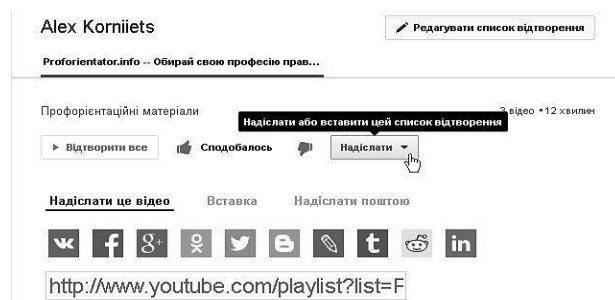 Alex Korniiets
Редагувати список відтворення
Proforientator.info -- Обирай свою професію прав...
Профорієнтаційні матеріали
3 відео • 12 хвилин
Надіслати або вставити цей список відтворення
Відтворити все Сподобалось Надіслати
Надіслати це відео Вставка Надіслати поштою
http://www.youtube.com/playlist?list=F